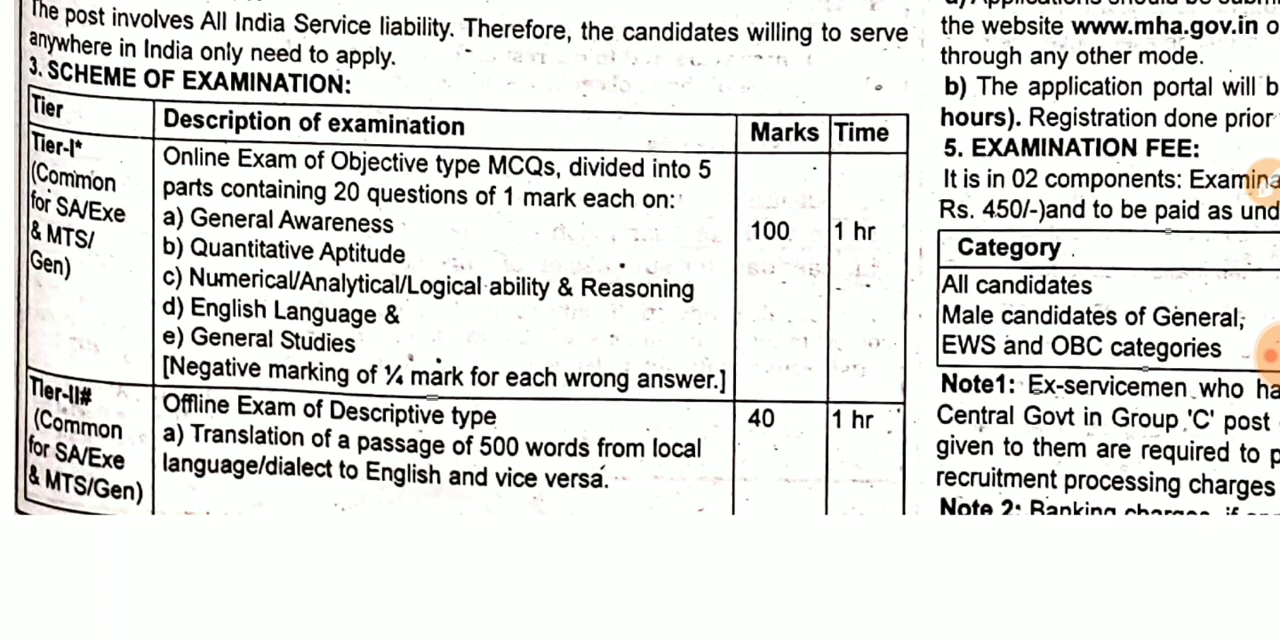 The post involves All India Service liability. Therefore, the candidates willing to serve
anywhere in India only need to apply.
3. SCHEME OF EXAMINATION:
Tier
Description of examination
Marks
Time
Tier-I*
(Common
for SA/Exe
& MTS/
Gen)
Online Exam of Objective type MCQs, divided into 5
parts containing 20 questions of 1 mark each on:
a) General Awareness
b) Quantitative Aptitude
c) Numerical/Analytical/Logical ability & Reasoning
d) English Language &
e) General Studies
[Negative marking of ¼ mark for each wrong answer.]
100
1 hr
Tier-II#
(Common
for SA/Exe
& MTS/Gen)
Offline Exam of Descriptive type
a) Translation of a passage of 500 words from local
language/dialect to English and vice versa.
40
1 hr
the website www.mha.gov.in
through any other mode.
b) The application portal will
hours). Registration done prior
5. EXAMINATION FEE:
It is in 02 components:
Rs. 450/-)and to be paid as
Category
All candidates
Male candidates of General,
EWS and OBC categories
Note1: Ex-servicemen who
Central Govt in Group 'C' post
given to them are required to
recruitment processing charges
Note 2: